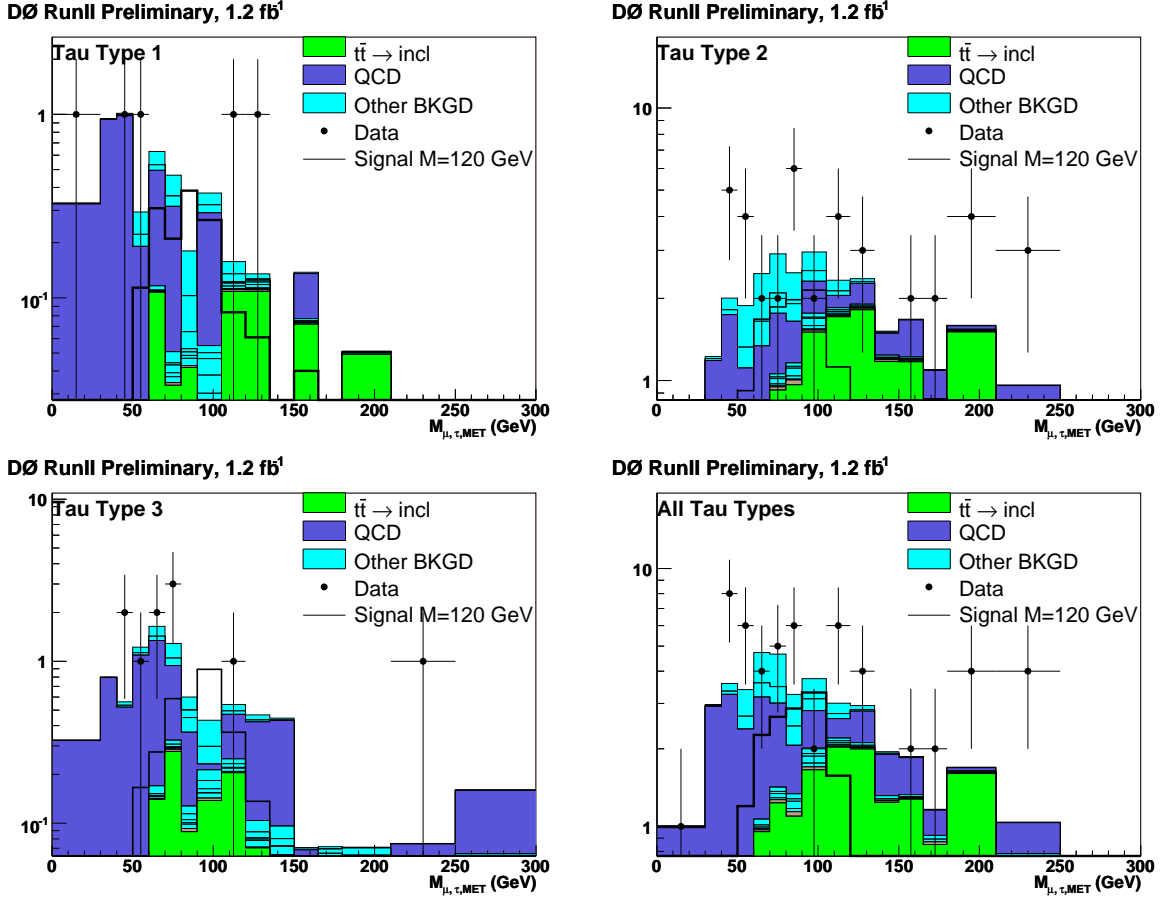 DØ RunII Preliminary, 1.2 fb⁻¹
Tau Type 1
tt̄ → incl
QCD
Other BKGD
Data
Signal M=120 GeV
1
10⁻¹
0 50 100 150 200 250 300
M_μ, τ,MET (GeV)
DØ RunII Preliminary, 1.2 fb⁻¹
Tau Type 2
tt̄ → incl
QCD
Other BKGD
Data
Signal M=120 GeV
10
1
0 50 100 150 200 250 300
M_μ, τ,MET (GeV)
DØ RunII Preliminary, 1.2 fb⁻¹
Tau Type 3
tt̄ → incl
QCD
Other BKGD
Data
Signal M=120 GeV
10
1
10⁻¹
0 50 100 150 200 250 300
M_μ, τ,MET (GeV)
DØ RunII Preliminary, 1.2 fb⁻¹
All Tau Types
tt̄ → incl
QCD
Other BKGD
Data
Signal M=120 GeV
10
1
0 50 100 150 200 250 300
M_μ, τ,MET (GeV)